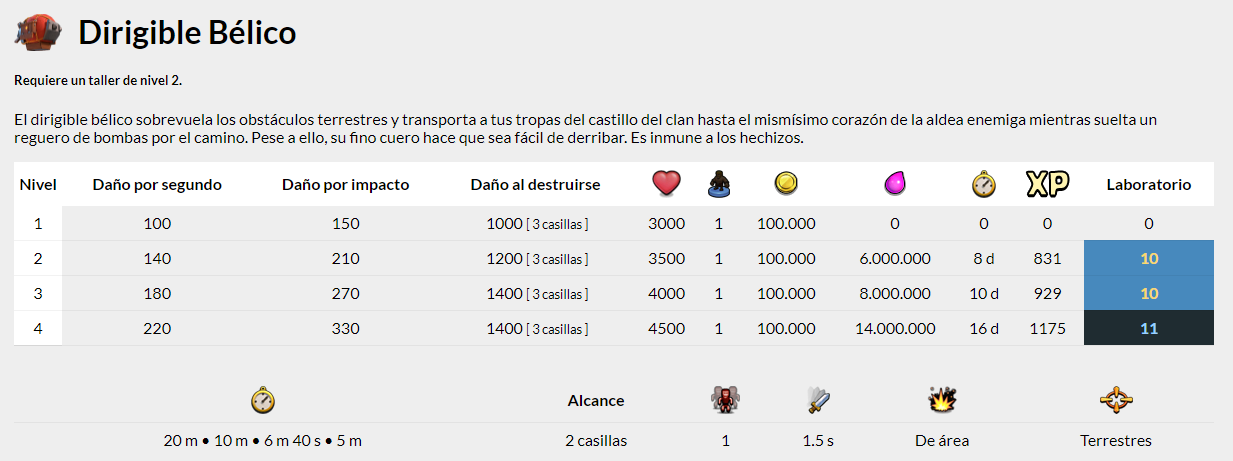 Dirigible Bélico
Requiere un taller de nivel 2.
El dirigible bélico sobrevuela los obstáculos terrestres y transporta a tus tropas del castillo del clan hasta el mismísimo corazón de la aldea enemiga mientras suelta un
reguero de bombas por el camino. Pese a ello, su fino cuero hace que sea fácil de derribar. Es inmune a los hechizos.
Nivel Daño por segundo Daño por impacto Daño al destruirse XP Laboratorio
1 100 150 1000 [ 3 casillas ] 3000 1 100.000 0 0 0 0
2 140 210 1200 [ 3 casillas ] 3500 1 100.000 6.000.000 8 d 831 10
3 180 270 1400 [ 3 casillas ] 4000 1 100.000 8.000.000 10 d 929 10
4 220 330 1400 [ 3 casillas ] 4500 1 100.000 14.000.000 16 d 1175 11
Alcance
20 m • 10 m • 6 m 40 s • 5 m 2 casillas 1 1.5 s De área Terrestres